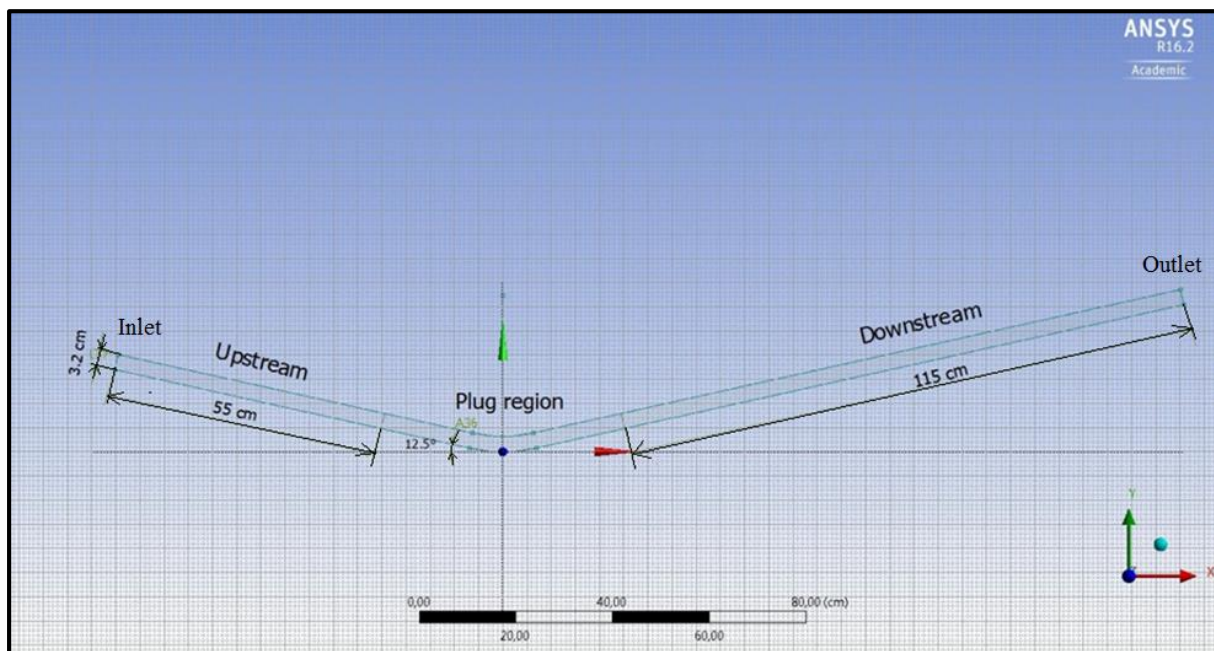 ANSYS
R16.2
Academic
Outlet
Inlet
Downstream
Upstream
3.2 cm
115 cm
Plug region
A36
55 cm
12.5°
Y
X
0,00
40,00
80,00 (cm)
20,00
60,00